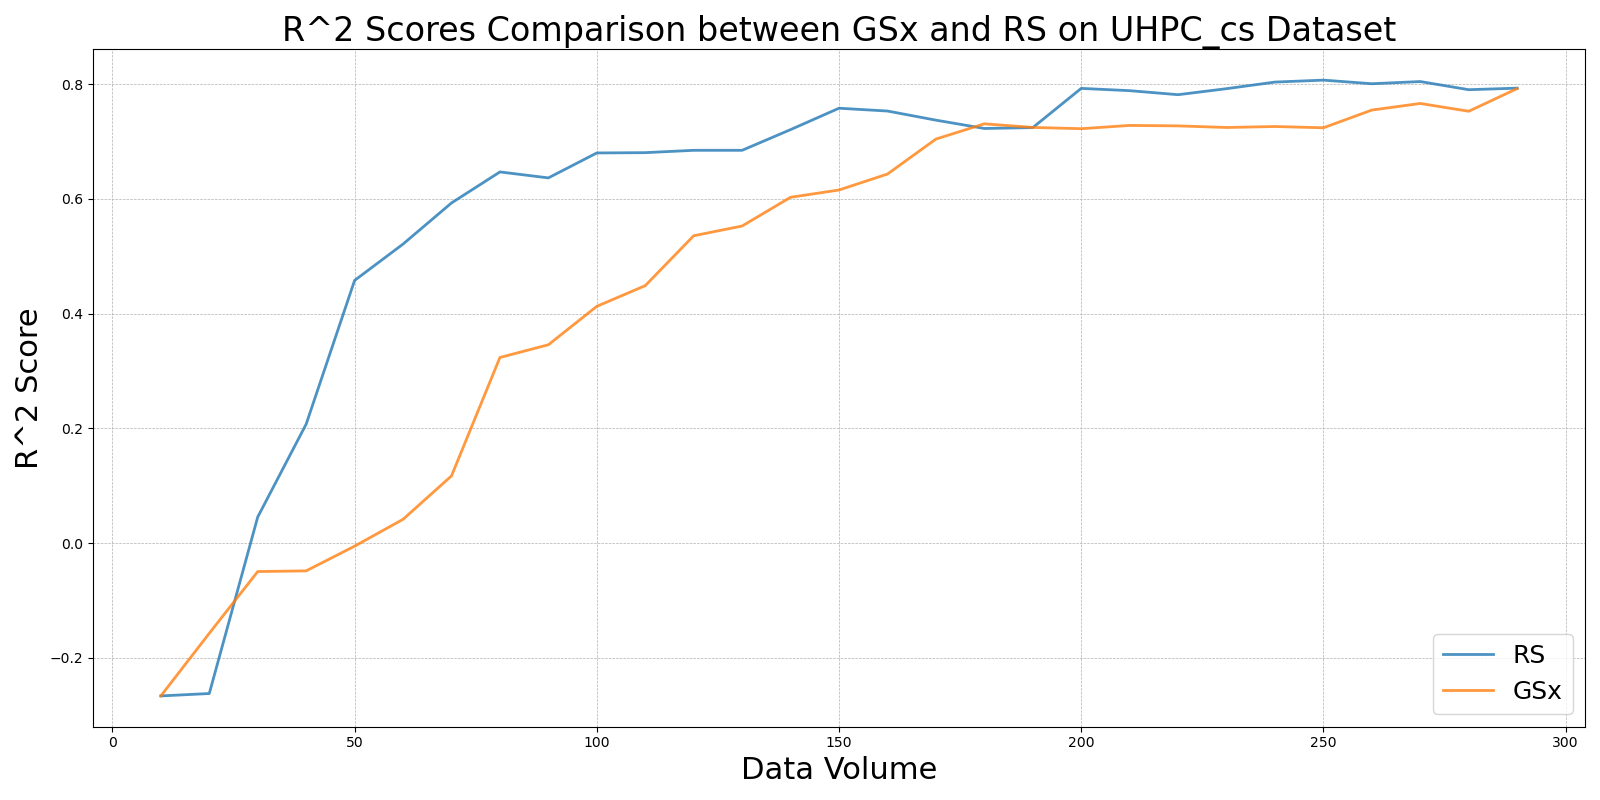 R^2 Scores Comparison between GSx and RS on UHPC_cs Dataset
R^2 Score
0.8
0.6
0.4
0.2
0.0
−0.2
0 50 100 150 200 250 300
Data Volume
RS
GSx